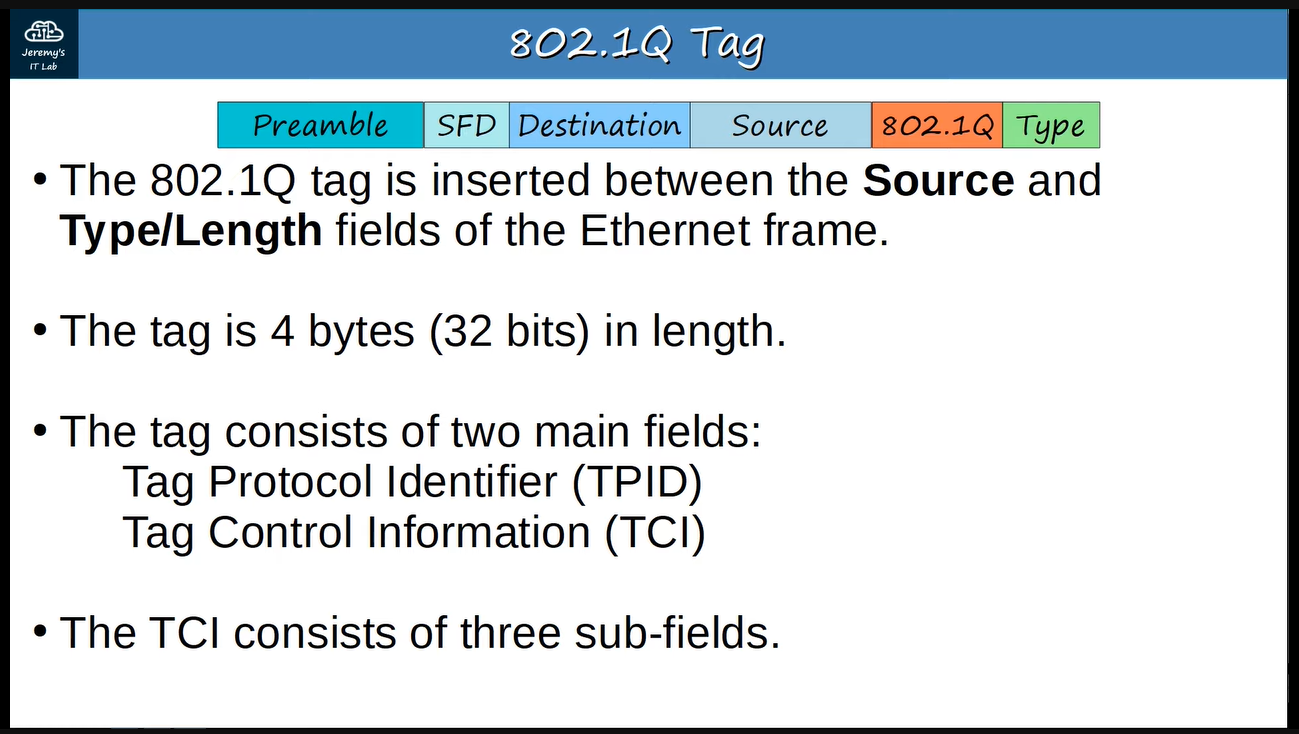 Jeremy's
IT Lab
802.1Q Tag
Preamble SFD Destination Source 802.1Q Type
• The 802.1Q tag is inserted between the Source and
Type/Length fields of the Ethernet frame.
• The tag is 4 bytes (32 bits) in length.
• The tag consists of two main fields:
Tag Protocol Identifier (TPID)
Tag Control Information (TCI)
• The TCI consists of three sub-fields.